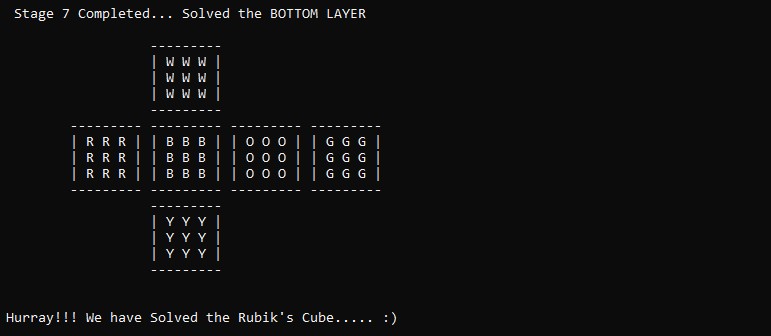 Stage 7 Completed... Solved the BOTTOM LAYER
---------
| W W W |
| W W W |
| W W W |
---------
--------- --------- --------- ---------
| R R R | | B B B | | O O O | | G G G |
| R R R | | B B B | | O O O | | G G G |
| R R R | | B B B | | O O O | | G G G |
--------- --------- --------- ---------
---------
| Y Y Y |
| Y Y Y |
| Y Y Y |
---------
Hurray!!! We have Solved the Rubik's Cube..... :)